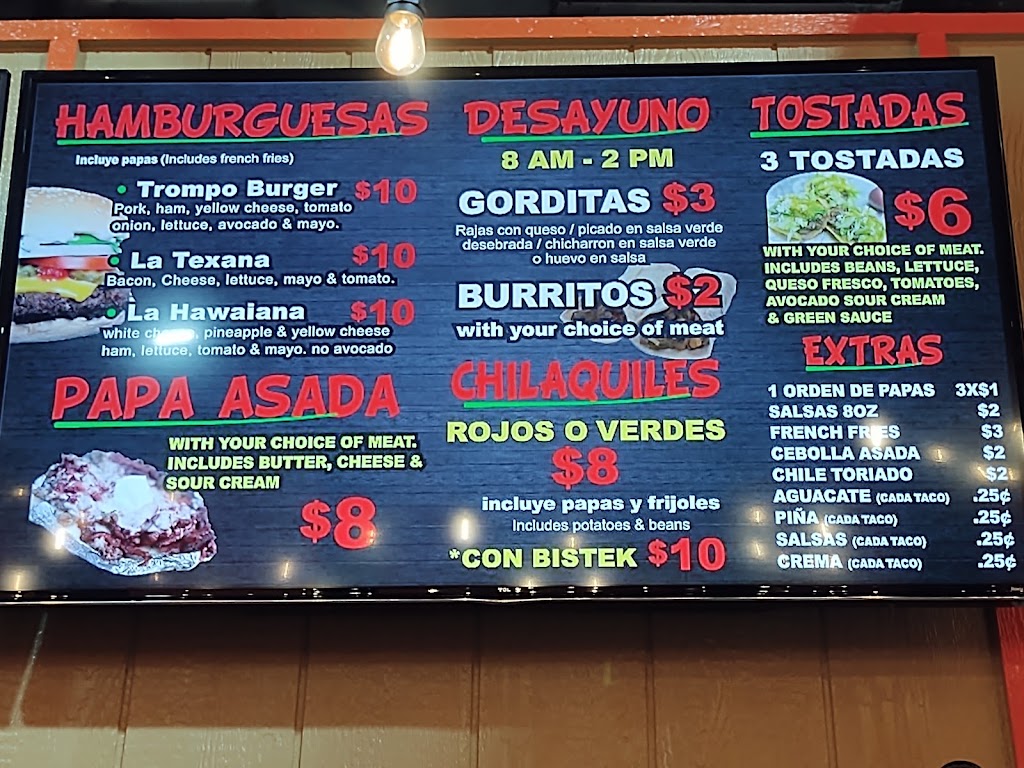 HAMBURGUESAS
Incluye papas (Includes french fries)
• Trompo Burger $10
Pork, ham, yellow cheese, tomato
onion, lettuce, avocado & mayo.
• La Texana $10
Bacon, Cheese, lettuce, mayo & tomato.
• La Hawaiana $10
white cheese, pineapple & yellow cheese
ham, lettuce, tomato & mayo. no avocado
PAPA ASADA
WITH YOUR CHOICE OF MEAT.
INCLUDES BUTTER, CHEESE &
SOUR CREAM
$8
DESAYUNO
8 AM - 2 PM
GORDITAS $3
Rajas con queso / picado en salsa verde
desebrada / chicharron en salsa verde
o huevo en salsa
BURRITOS $2
with your choice of meat
CHILAQUILES
ROJOS O VERDES
$8
incluye papas y frijoles
Includes potatoes & beans
*CON BISTEK $10
TOSTADAS
3 TOSTADAS
$6
WITH YOUR CHOICE OF MEAT.
INCLUDES BEANS, LETTUCE,
QUESO FRESCO, TOMATOES,
AVOCADO SOUR CREAM
& GREEN SAUCE
EXTRAS
1 ORDEN DE PAPAS 3X$1
SALSAS 8OZ $2
FRENCH FRIES $3
CEBOLLA ASADA $2
CHILE TORIADO $2
AGUACATE (CADA TACO) .25¢
PIÑA (CADA TACO) .25¢
SALSAS (CADA TACO) .25¢
CREMA (CADA TACO) .25¢
TCL